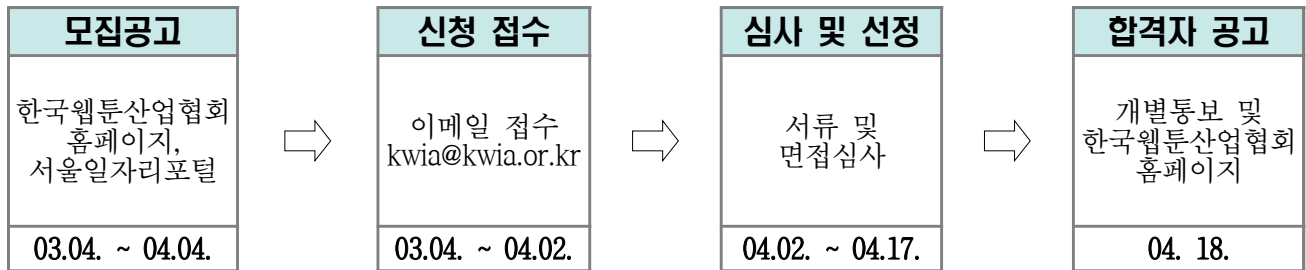 모집공고
한국웹툰산업협회
홈페이지,
서울일자리포털
03.04. ~ 04.04.
신청 접수
이메일 접수
kwia@kwia.or.kr
03.04. ~ 04.02.
심사 및 선정
서류 및
면접심사
04.02. ~ 04.17.
합격자 공고
개별통보 및
한국웹툰산업협회
홈페이지
04. 18.